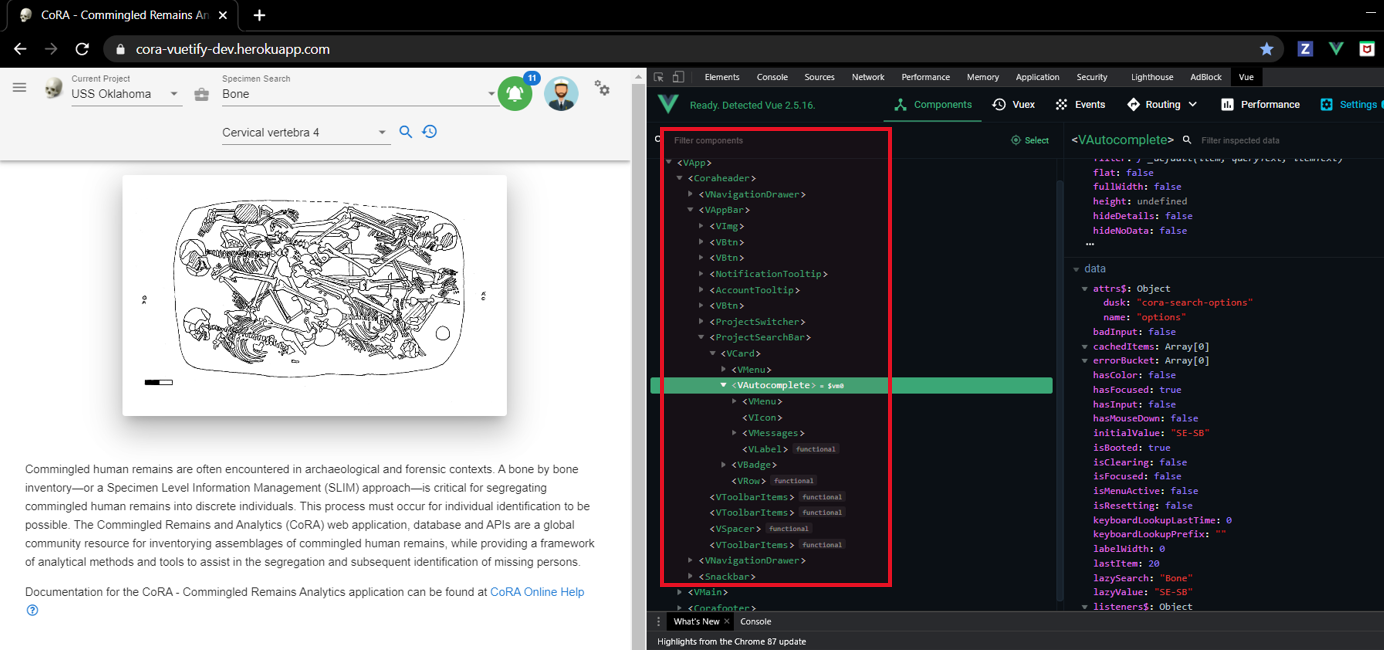 CoRA - Commingled Remains An
cora-vuetify-dev.herokuapp.com
Current Project
USS Oklahoma
Specimen Search
Bone
11
Cervical vertebra 4
Commingled human remains are often encountered in archaeological and forensic contexts. A bone by bone
inventory—or a Specimen Level Information Management (SLIM) approach—is critical for segregating
commingled human remains into discrete individuals. This process must occur for individual identification to be
possible. The Commingled Remains and Analytics (CoRA) web application, database and APIs are a global
community resource for inventorying assemblages of commingled human remains, while providing a framework
of analytical methods and tools to assist in the segregation and subsequent identification of missing persons.
Documentation for the CoRA - Commingled Remains Analytics application can be found at CoRA Online Help
Elements Console Sources Network Performance Memory Application Security Lighthouse AdBlock Vue
Ready. Detected Vue 2.5.16.
Components Vuex Events Routing Performance Settings
Filter components
Select
<VApp>
<Coraheader>
<VNavigationDrawer>
<VAppBar>
<VImg>
<VBtn>
<VBtn>
<NotificationTooltip>
<AccountTooltip>
<VBtn>
<ProjectSwitcher>
<ProjectSearchBar>
<VCard>
<VMenu>
<VAutocomplete> = $vm0
<VMenu>
<VIcon>
<VMessages>
<VLabel> functional
<VBadge>
<VRow> functional
<VToolbarItems> functional
<VToolbarItems> functional
<VSpacer> functional
<VToolbarItems> functional
<VNavigationDrawer>
<Snackbar>
<VMain>
<Corafooter>
<VAutocomplete> Filter inspected data
flat: false
fullWidth: false
height: undefined
hideDetails: false
hideNoData: false
…
data
attrs$: Object
dusk: "cora-search-options"
name: "options"
badInput: false
cachedItems: Array[0]
errorBucket: Array[0]
hasColor: false
hasFocused: true
hasInput: false
hasMouseDown: false
initialValue: "SE-SB"
isBooted: true
isClearing: false
isFocused: false
isMenuActive: false
isResetting: false
keyboardLookupLastTime: 0
keyboardLookupPrefix: ""
labelWidth: 0
lastItem: 20
lazySearch: "Bone"
lazyValue: "SE-SB"
listeners$: Object
What's New Console
Highlights from the Chrome 87 update